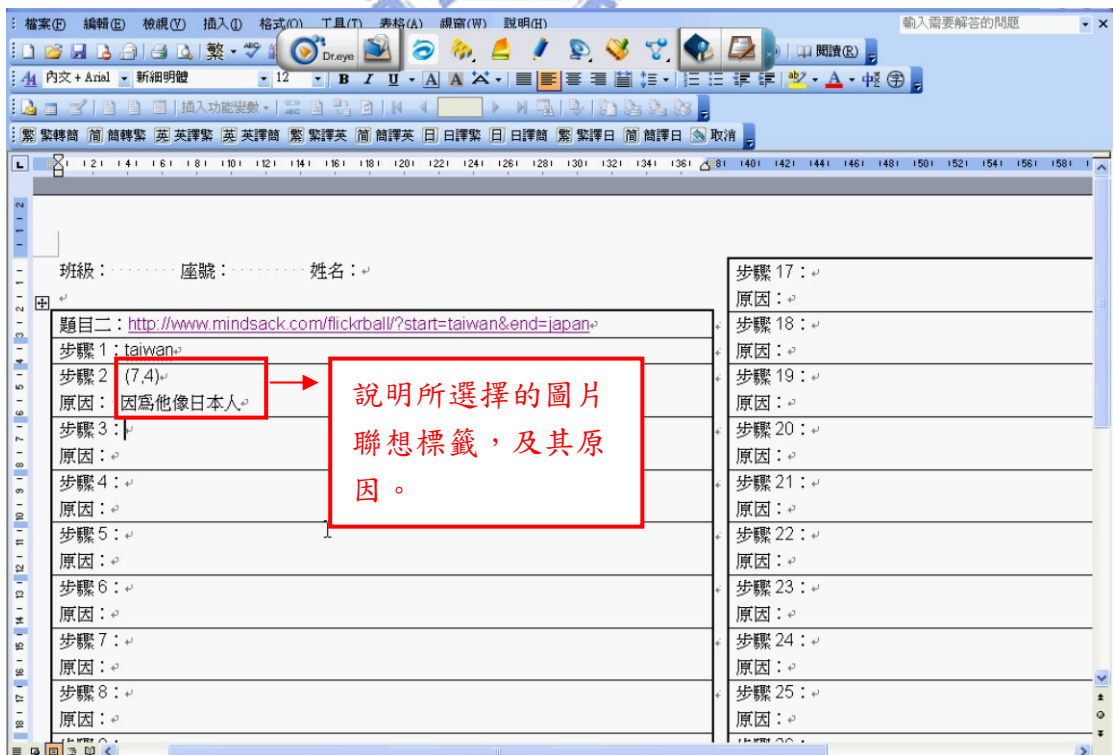 檔案(F) 編輯(E) 檢視(V) 插入(I) 格式(O) 工具(T) 表格(A) 視窗(W) 說明(H) 輸入需要解答的問題
繁 Dr.eye 閱讀(R)
內文 + Arial 新細明體 12 B I U A A A
插入功能變數
繁 繁轉簡 簡 簡轉繁 英 英譯繁 英 英譯簡 繁 繁譯英 簡 簡譯英 日 日譯繁 日 日譯簡 繁 繁譯日 簡 簡譯日 取消
班級： 座號： 姓名：
題目二：http://www.mindsack.com/flickrball/?start=taiwan&end=japan
步驟 1：taiwan
步驟 2 (7,4)
原因： 因為他像日本人
步驟 3：
原因：
步驟 4：
原因：
步驟 5：
原因：
步驟 6：
原因：
步驟 7：
原因：
步驟 8：
原因：
說明所選擇的圖片
聯想標籤，及其原
因。
步驟 17：
原因：
步驟 18：
原因：
步驟 19：
原因：
步驟 20：
原因：
步驟 21：
原因：
步驟 22：
原因：
步驟 23：
原因：
步驟 24：
原因：
步驟 25：
原因：